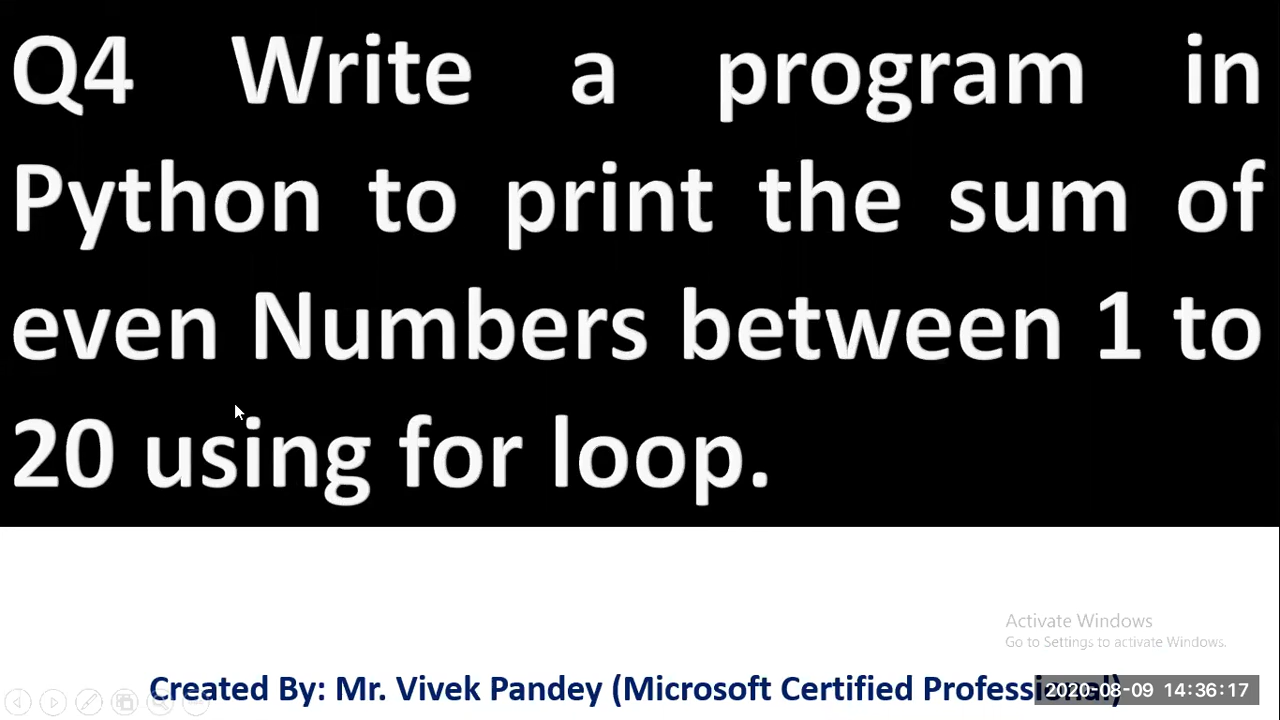 Q4 Write a program in
Python to print the sum of
even Numbers between 1 to
20 using for loop.
Activate Windows
Go to Settings to activate Windows.
Created By: Mr. Vivek Pandey (Microsoft Certified Professional)
2020-08-09 14:36:17